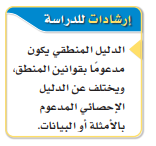 إرشادات للدراسة
الدليل المنطقي يكون
مدعومًا بقوانين المنطق،
ويختلف عن الدليل
الإحصائي المدعوم
بالأمثلة أو البيانات.